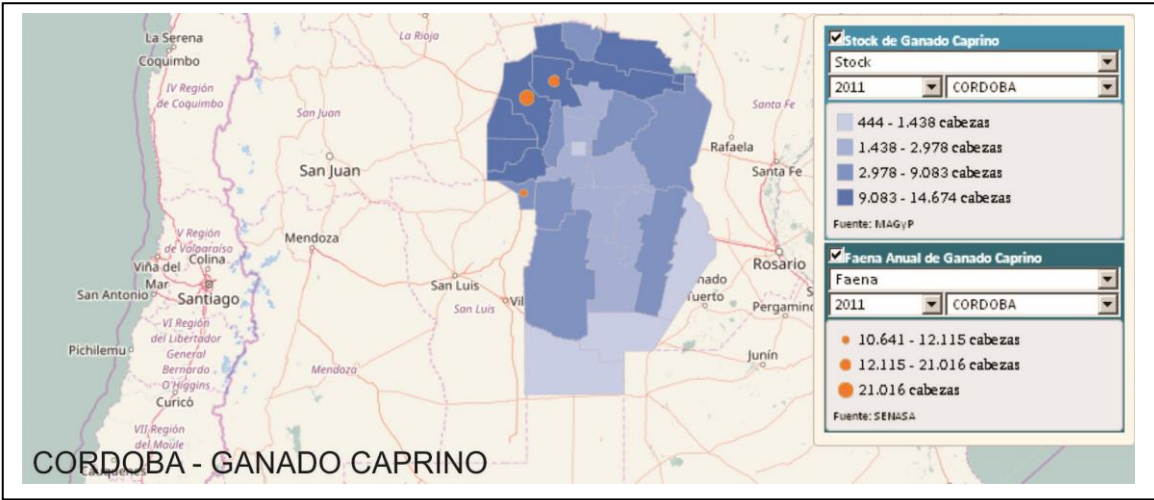 La Serena
Coquimbo
IV Región
de Coquimbo
La Rioja
San Juan
San Juan
Santa Fe
Rafaela
Santa Fe
V Región
de Valparaíso
Colina
Viña del
Mar
San Antonio
Santiago
Mendoza
San Luis
San Luis
Vil
Rosario
nado
Tuerto
Pergamino
VI Región
del Libertador
General
Bernardo
O'Higgins
Pichilemu
Mendoza
Junín
Curicó
VII Región
del Maule
Cauquenes
CORDOBA - GANADO CAPRINO
Stock de Ganado Caprino
Stock
2011 CORDOBA
444 - 1.438 cabezas
1.438 - 2.978 cabezas
2.978 - 9.083 cabezas
9.083 - 14.674 cabezas
Fuente: MAGyP
Faena Anual de Ganado Caprino
Faena
2011 CORDOBA
10.641 - 12.115 cabezas
12.115 - 21.016 cabezas
21.016 cabezas
Fuente: SENASA